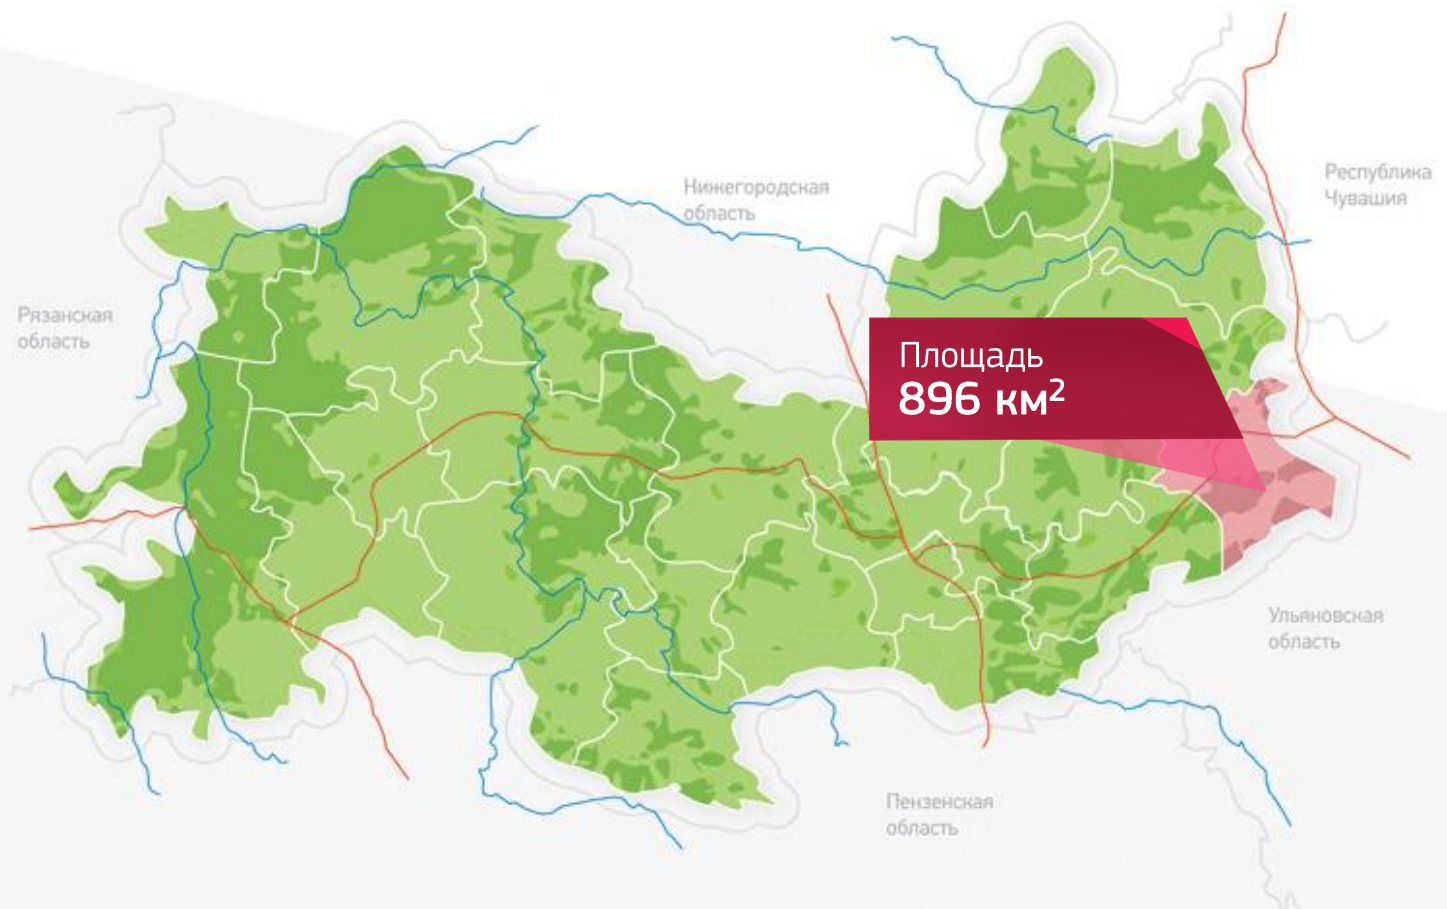 Нижегородская
область
Республика
Чувашия
Рязанская
область
Площадь
896 км²
Ульяновская
область
Пензенская
область